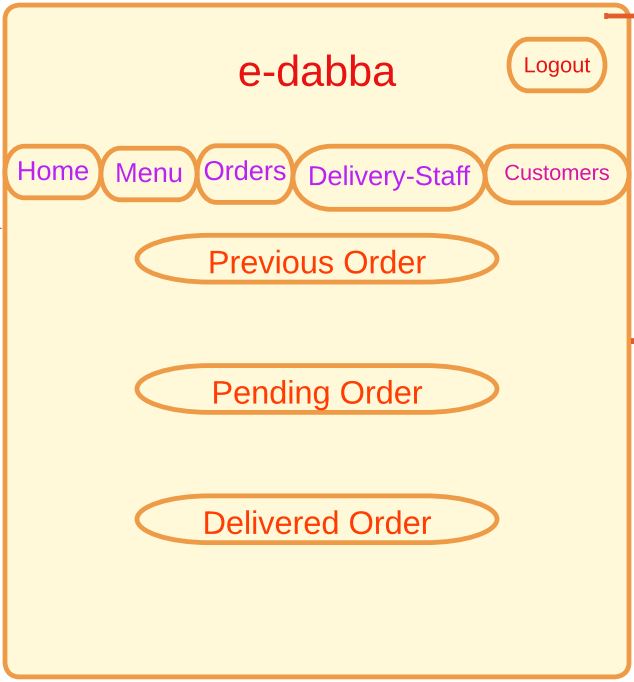 e-dabba
Logout
Home Menu Orders Delivery-Staff Customers
Previous Order
Pending Order
Delivered Order